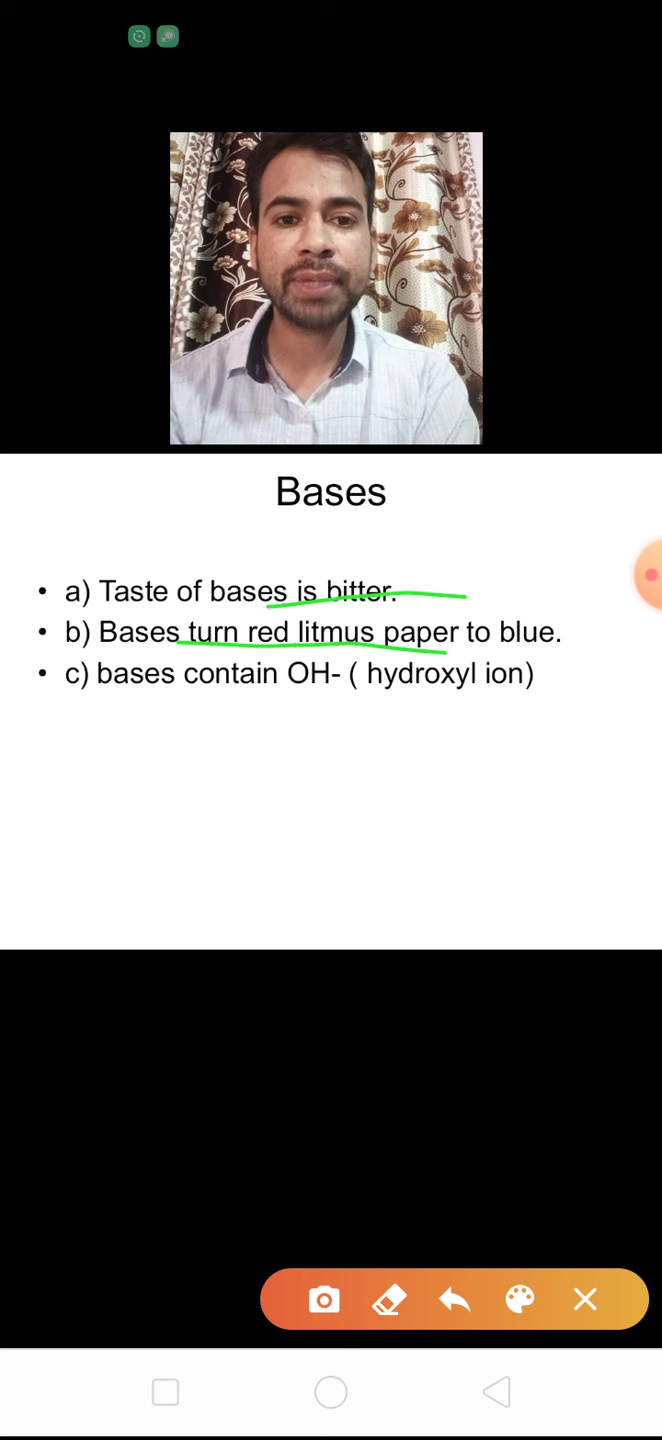 Bases
• a) Taste of bases is bitter.
• b) Bases turn red litmus paper to blue.
• c) bases contain OH- ( hydroxyl ion)